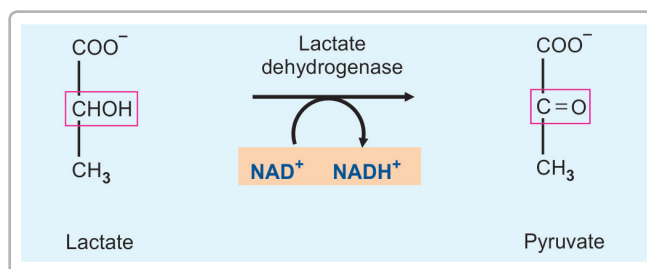 COO⁻
CHOH
CH₃
Lactate
Lactate
dehydrogenase
NAD⁺ NADH⁺
COO⁻
C=O
CH₃
Pyruvate